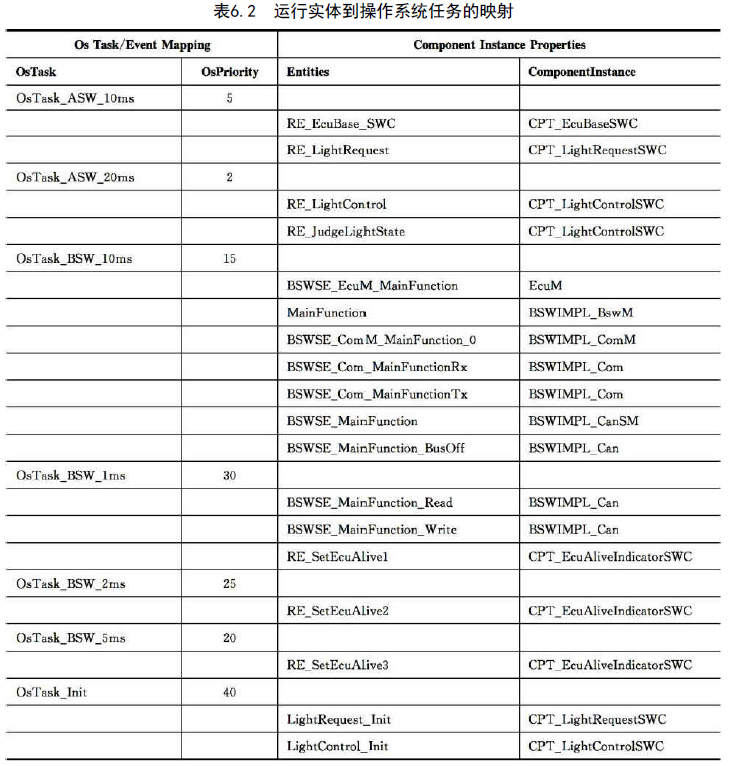 表6.2 运行实体到操作系统任务的映射
Os Task/Event Mapping Component Instance Properties
OsTask OsPriority Entities ComponentInstance
OsTask_ASW_10ms 5
RE_EcuBase_SWC CPT_EcuBaseSWC
RE_LightRequest CPT_LightRequestSWC
OsTask_ASW_20ms 2
RE_LightControl CPT_LightControlSWC
RE_JudgeLightState CPT_LightControlSWC
OsTask_BSW_10ms 15
BSWSE_EcuM_MainFunction EcuM
MainFunction BSWIMPL_BswM
BSWSE_ComM_MainFunction_0 BSWIMPL_ComM
BSWSE_Com_MainFunctionRx BSWIMPL_Com
BSWSE_Com_MainFunctionTx BSWIMPL_Com
BSWSE_MainFunction BSWIMPL_CanSM
BSWSE_MainFunction_BusOff BSWIMPL_Can
OsTask_BSW_1ms 30
BSWSE_MainFunction_Read BSWIMPL_Can
BSWSE_MainFunction_Write BSWIMPL_Can
RE_SetEcuAlive1 CPT_EcuAliveIndicatorSWC
OsTask_BSW_2ms 25
RE_SetEcuAlive2 CPT_EcuAliveIndicatorSWC
OsTask_BSW_5ms 20
RE_SetEcuAlive3 CPT_EcuAliveIndicatorSWC
OsTask_Init 40
LightRequest_Init CPT_LightRequestSWC
LightControl_Init CPT_LightControlSWC